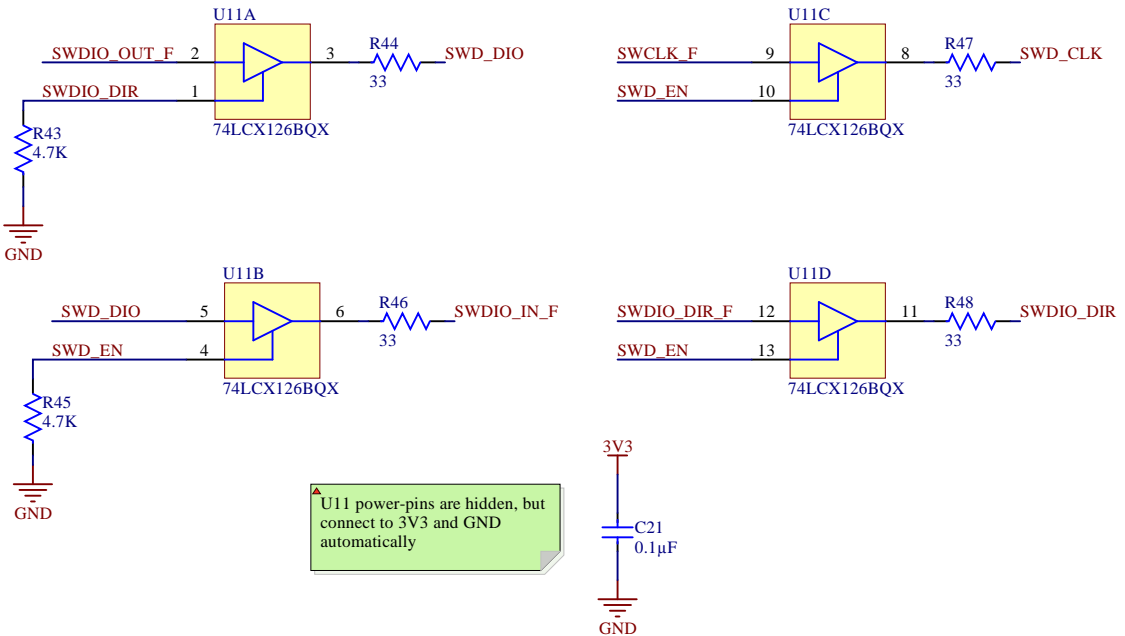 U11A
SWDIO_OUT_F 2 3 R44 SWD_DIO
33
SWDIO_DIR 1
74LCX126BQX
R43
4.7K
GND
U11C
SWCLK_F 9 8 R47 SWD_CLK
33
SWD_EN 10
74LCX126BQX
U11B
SWD_DIO 5 6 R46 SWDIO_IN_F
33
SWD_EN 4
74LCX126BQX
R45
4.7K
GND
U11D
SWDIO_DIR_F 12 11 R48 SWDIO_DIR
33
SWD_EN 13
74LCX126BQX
U11 power-pins are hidden, but
connect to 3V3 and GND
automatically
3V3
C21
0.1µF
GND